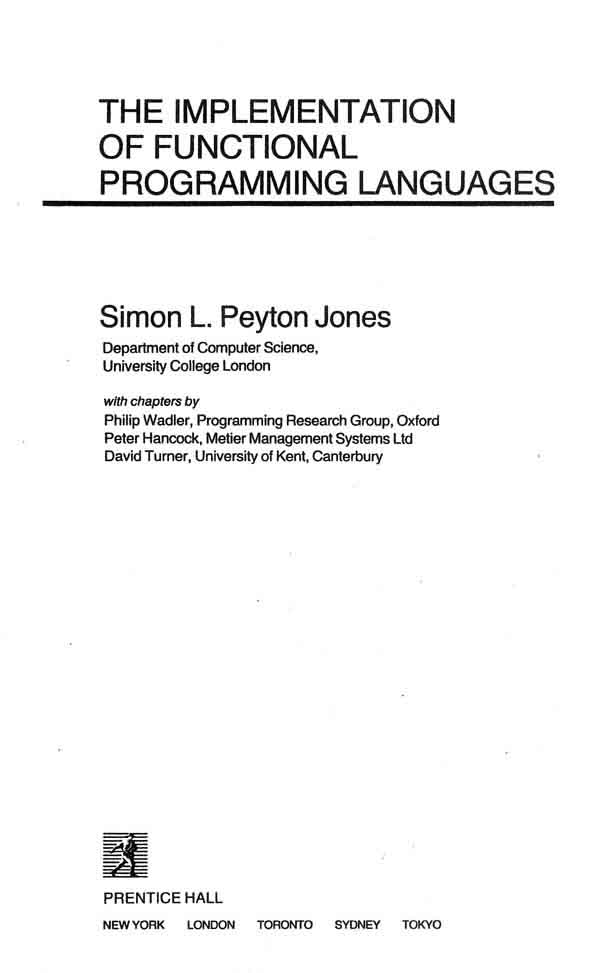 THE IMPLEMENTATION
OF FUNCTIONAL
PROGRAMMING LANGUAGES
Simon L. Peyton Jones
Department of Computer Science,
University College London
with chapters by
Philip Wadler, Programming Research Group, Oxford
Peter Hancock, Metier Management Systems Ltd
David Turner, University of Kent, Canterbury
PRENTICE HALL
NEW YORK LONDON TORONTO SYDNEY TOKYO